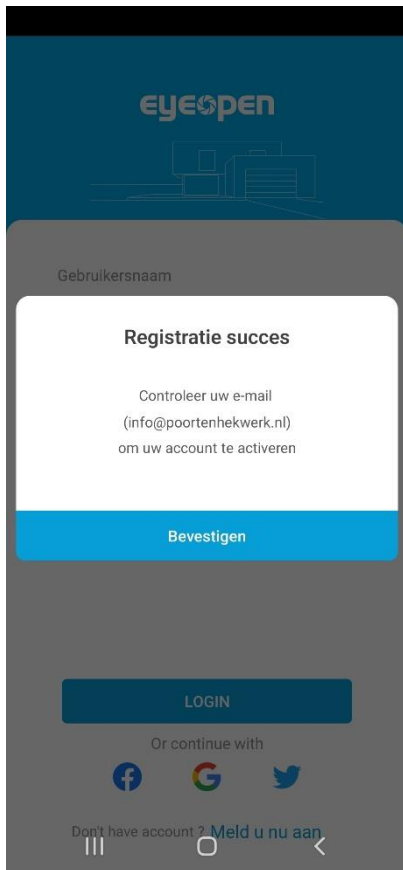 eyeopen
Gebruikersnaam
Registratie succes
Controleer uw e-mail
(info@poortenhekwerk.nl)
om uw account te activeren
Bevestigen
LOGIN
Or continue with
Don't have account ? Meld u nu aan